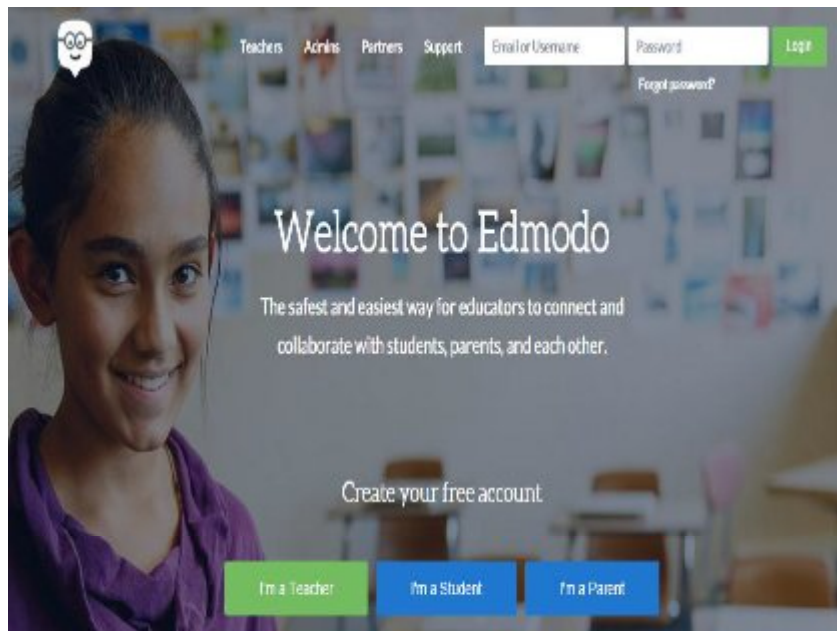 Teachers Admins Partners Support Email or Username Password Login
Forgot password?
Welcome to Edmodo
The safest and easiest way for educators to connect and
collaborate with students, parents, and each other.
Create your free account
I'm a Teacher I'm a Student I'm a Parent